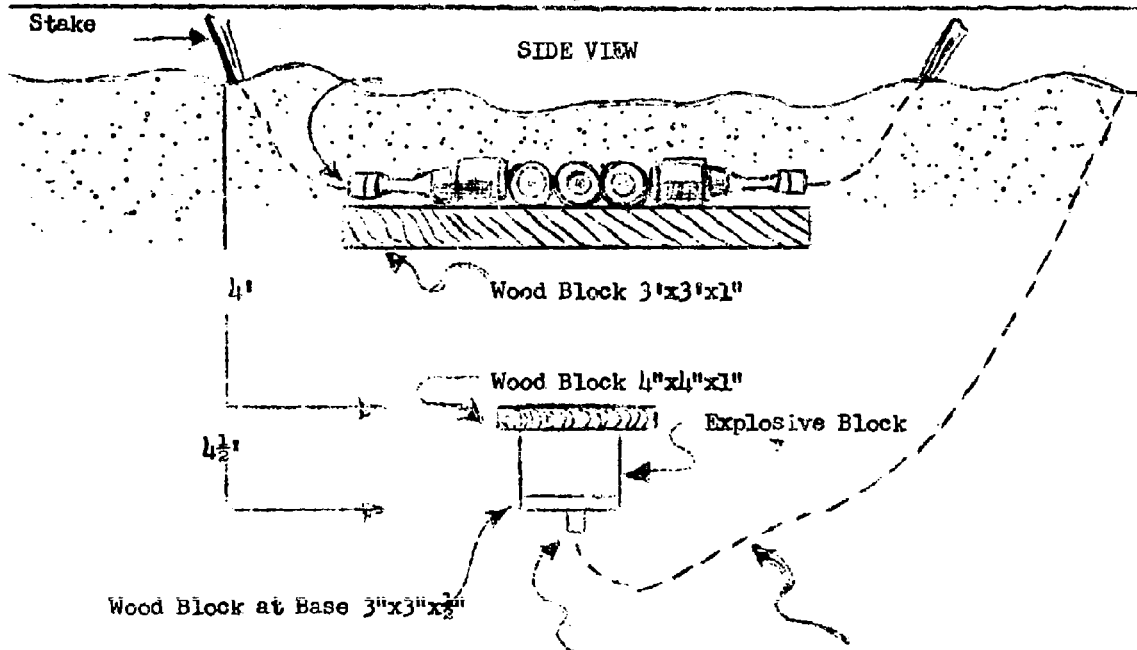 Stake
SIDE VIEW
4'
Wood Block 3'x3'x1"
Wood Block 4"x4"x1"
Explosive Block
4½'
Wood Block at Base 3"x3"x½"